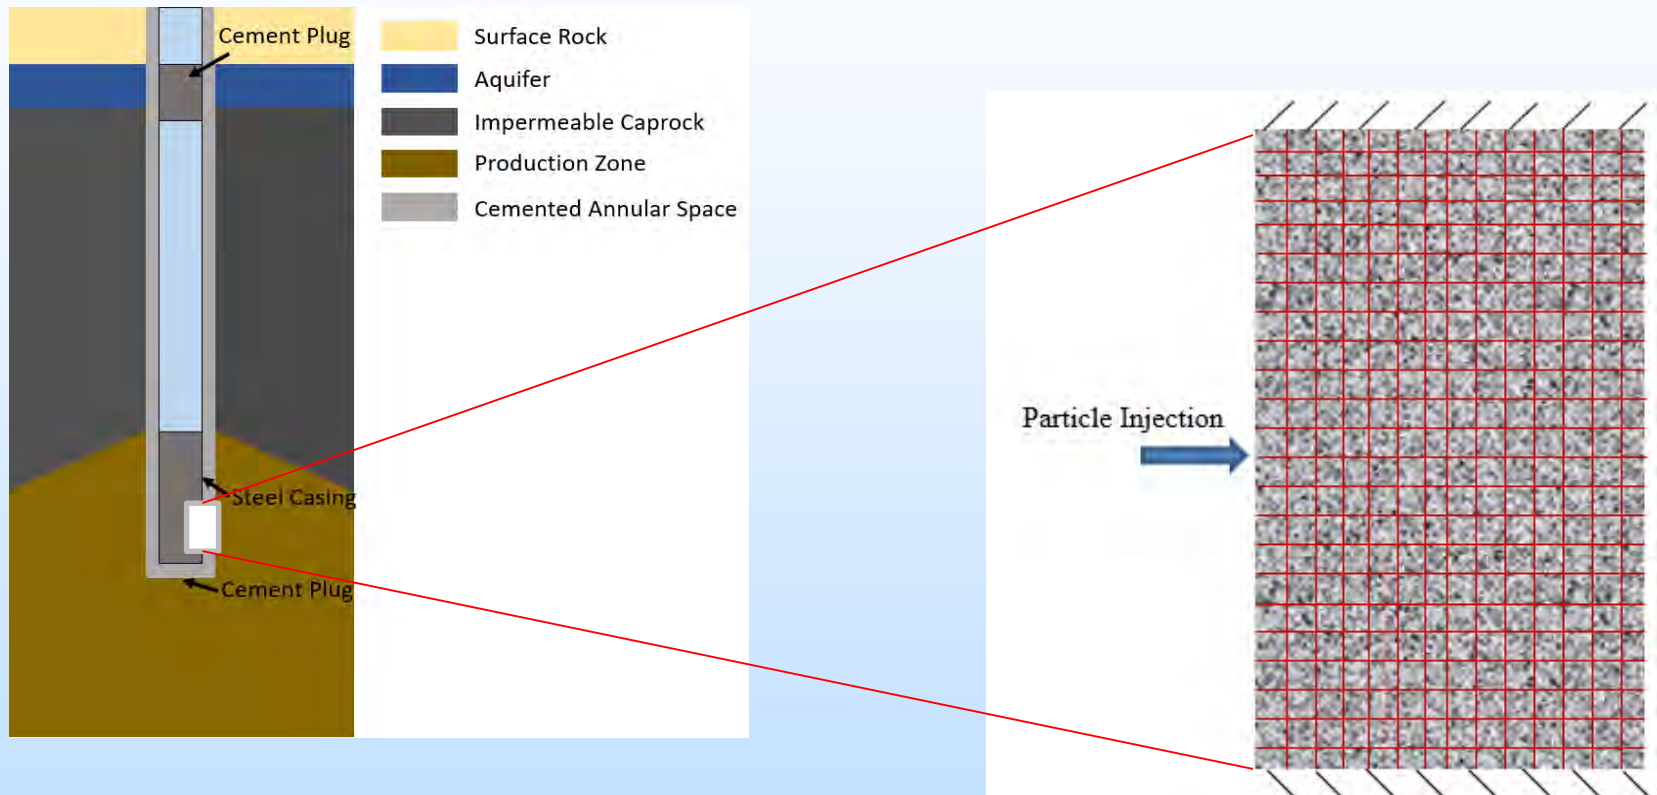 Cement Plug
Surface Rock
Aquifer
Impermeable Caprock
Production Zone
Cemented Annular Space
Steel Casing
Cement Plug
Particle Injection